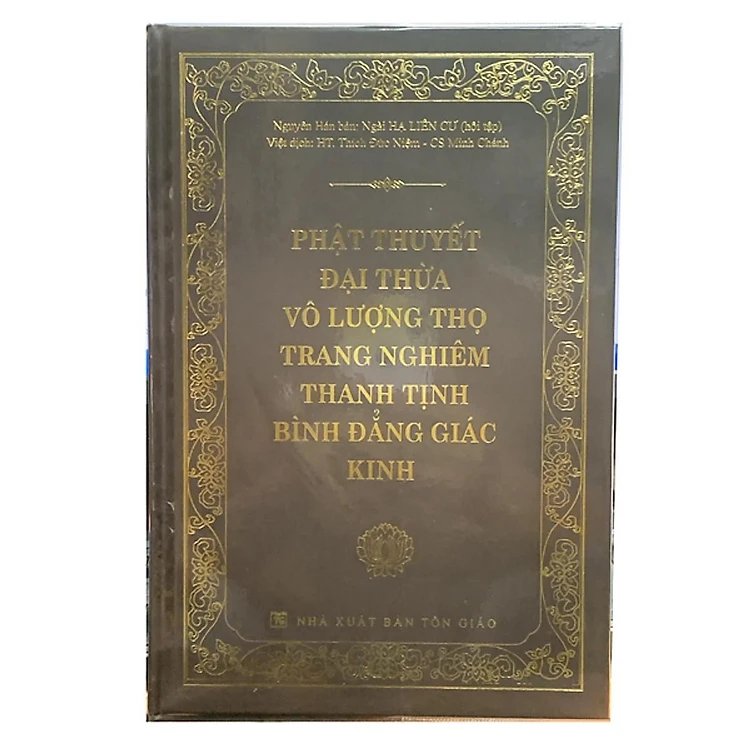 Nguyên Hán bản: Ngài HẠ LIÊN CƯ (hội tập)
Việt dịch: HT. Thích Đức Niệm - CS Minh Chánh
PHẬT THUYẾT
ĐẠI THỪA
VÔ LƯỢNG THỌ
TRANG NGHIÊM
THANH TỊNH
BÌNH ĐẲNG GIÁC
KINH
NHÀ XUẤT BẢN TÔN GIÁO